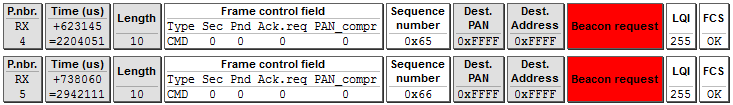 P.nbr. Time (us) Length Frame control field Sequence number Dest. PAN Dest. Address Beacon request LQI FCS
RX +623145 Type Sec Pnd Ack.req PAN_compr
4 =2204051 10 CMD 0 0 0 0 0x65 0xFFFF 0xFFFF 255 OK
P.nbr. Time (us) Length Frame control field Sequence number Dest. PAN Dest. Address Beacon request LQI FCS
RX +738060 Type Sec Pnd Ack.req PAN_compr
5 =2942111 10 CMD 0 0 0 0 0x66 0xFFFF 0xFFFF 255 OK